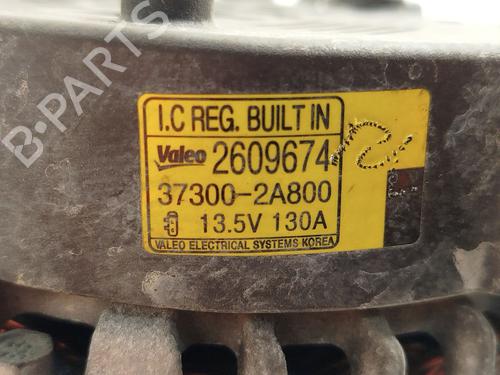 B-PARTS
I.C REG. BUILT IN
Valeo 2609674
37300-2A800
13.5V 130A
VALEO ELECTRICAL SYSTEMS KOREA